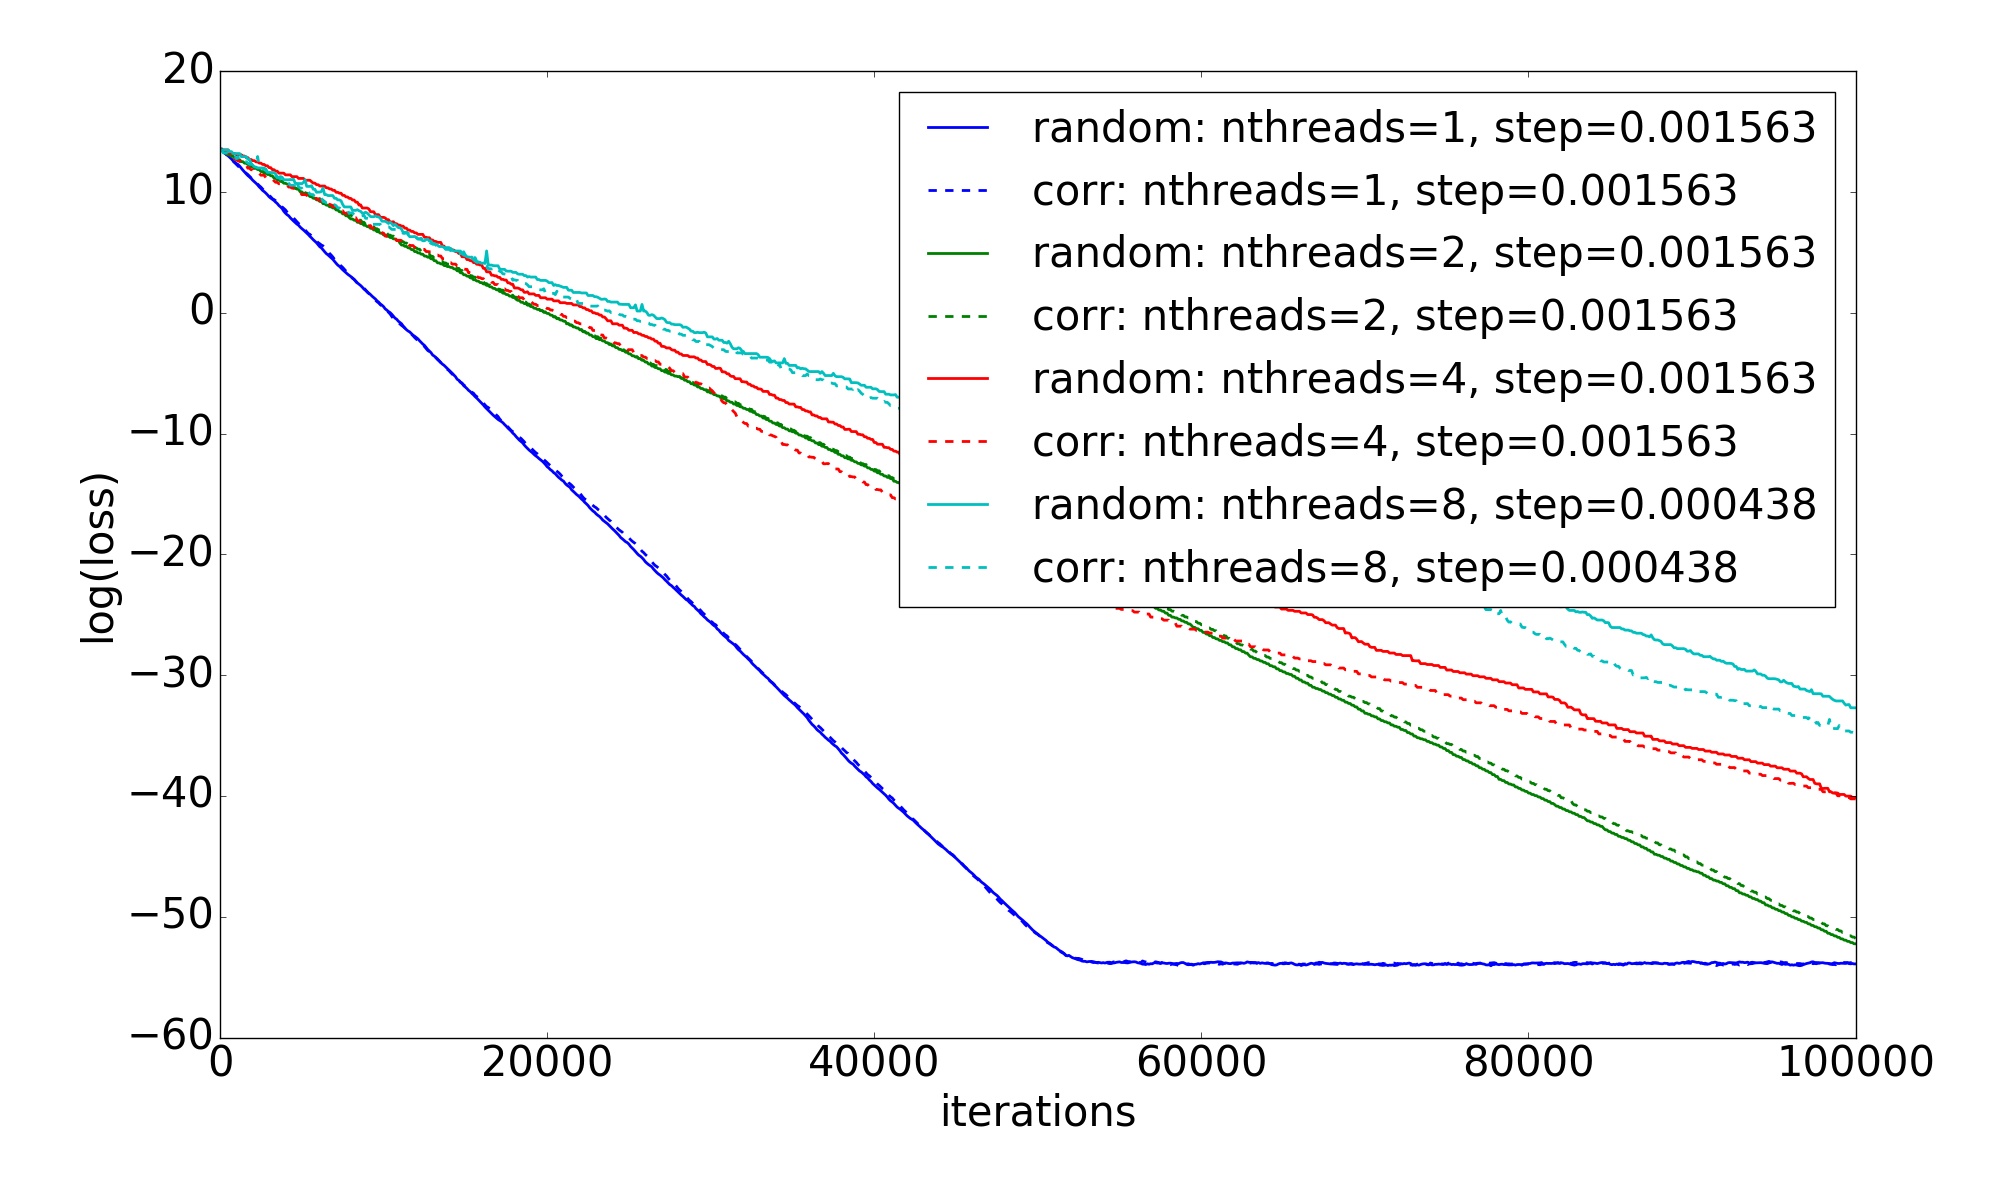 20
10
0
−10
−20
−30
−40
−50
−60
log(loss)
random: nthreads=1, step=0.001563
corr: nthreads=1, step=0.001563
random: nthreads=2, step=0.001563
corr: nthreads=2, step=0.001563
random: nthreads=4, step=0.001563
corr: nthreads=4, step=0.001563
random: nthreads=8, step=0.000438
corr: nthreads=8, step=0.000438
0 20000 40000 60000 80000 100000
iterations